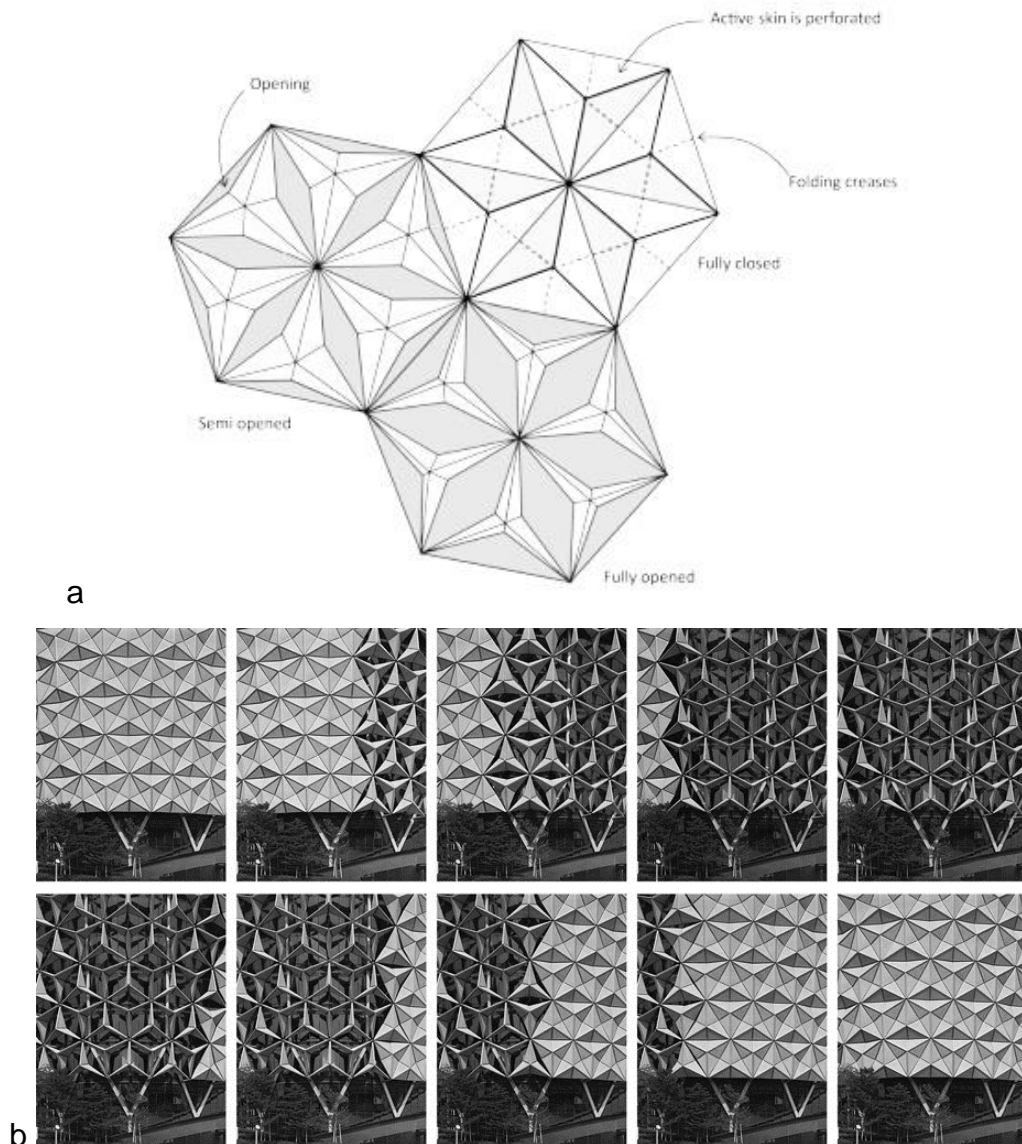 Active skin is perforated
Opening
Folding creases
Fully closed
Semi opened
Fully opened
a
b